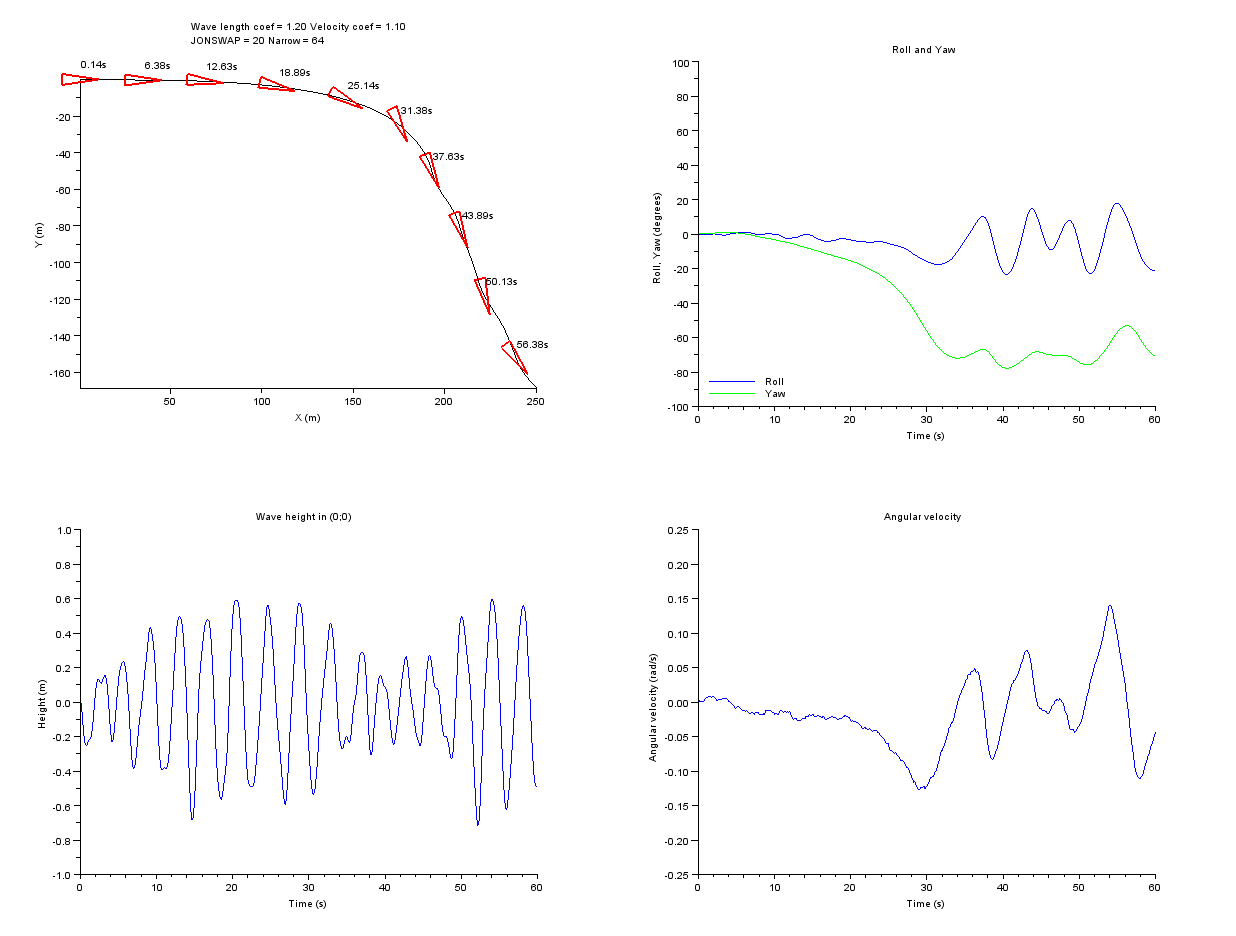 Wave length coef = 1.20 Velocity coef = 1.10
JONSWAP = 20 Narrow = 64
0.14s
6.38s
12.63s
18.89s
25.14s
31.38s
37.63s
43.89s
50.13s
56.38s
-20
-40
-60
-80
-100
-120
-140
-160
Y (m)
50
100
150
200
250
X (m)
Roll and Yaw
100
80
60
40
20
0
-20
-40
-60
-80
-100
Roll, Yaw (degrees)
Roll
Yaw
0
10
20
30
40
50
60
Time (s)
Wave height in (0;0)
1.0
0.8
0.6
0.4
0.2
0.0
-0.2
-0.4
-0.6
-0.8
-1.0
Height (m)
0
10
20
30
40
50
60
Time (s)
Angular velocity
0.25
0.20
0.15
0.10
0.05
0.00
-0.05
-0.10
-0.15
-0.20
-0.25
Angular velocity (rad/s)
0
10
20
30
40
50
60
Time (s)